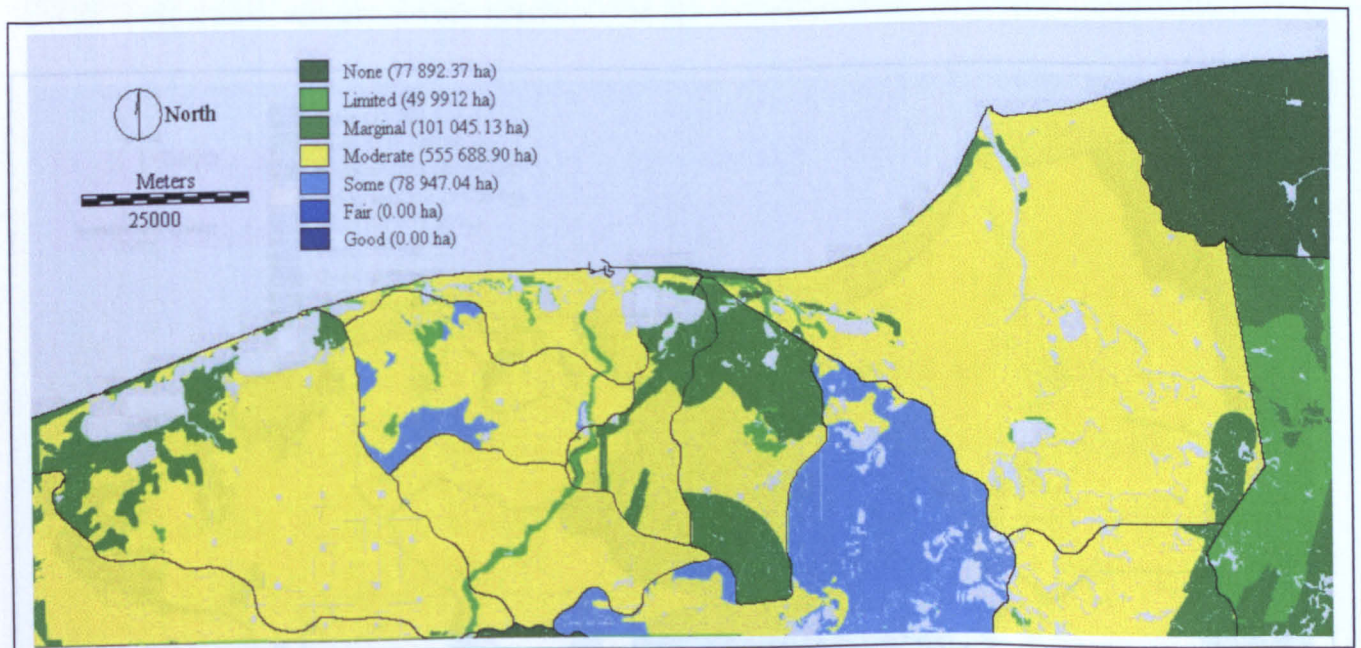 None (77 892.37 ha)
Limited (49 9912 ha)
Marginal (101 045.13 ha)
Moderate (555 688.90 ha)
Some (78 947.04 ha)
Fair (0.00 ha)
Good (0.00 ha)
North
Meters
25000